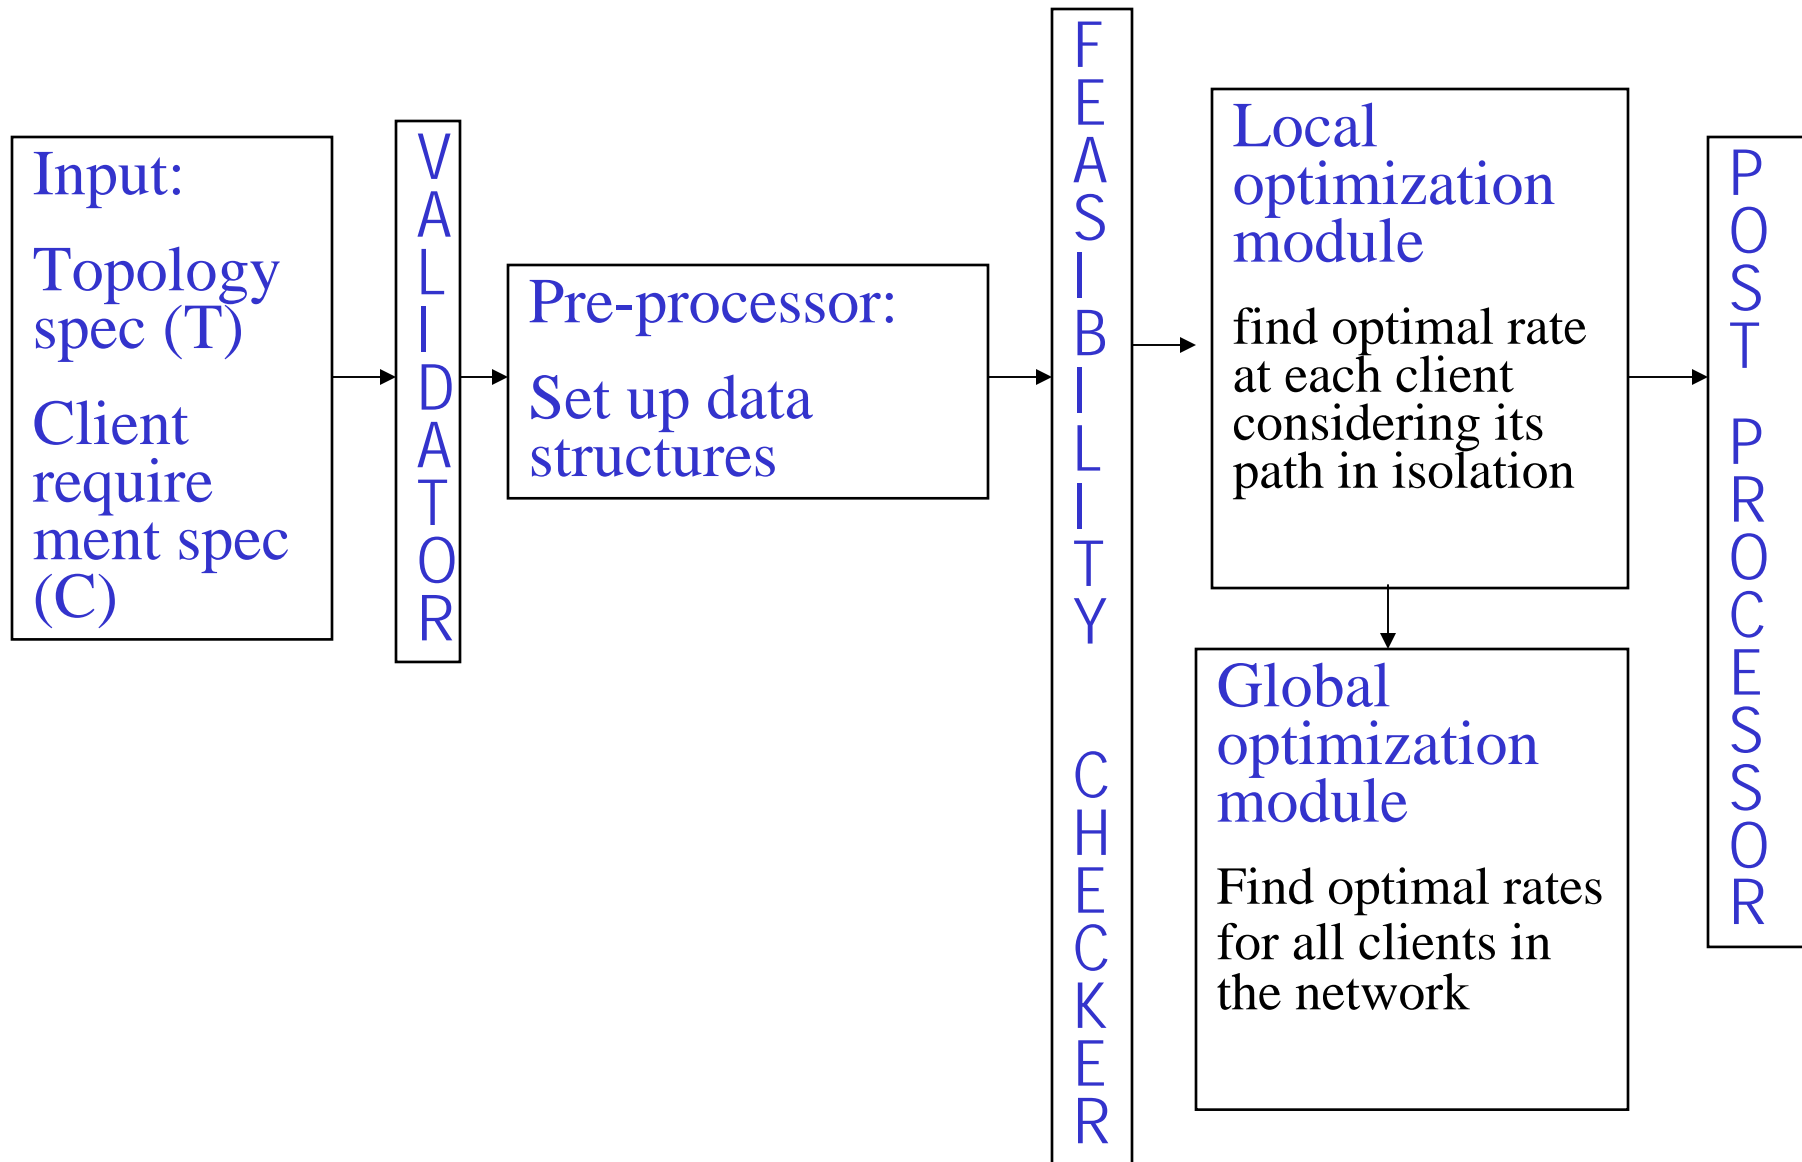 Input:
Topology
spec (T)
Client
require
ment spec
(C)
VALIDATOR
Pre-processor:
Set up data
structures
FEASIBILITY CHECKER
Local
optimization
module
find optimal rate
at each client
considering its
path in isolation
Global
optimization
module
Find optimal rates
for all clients in
the network
POST PROCESSOR